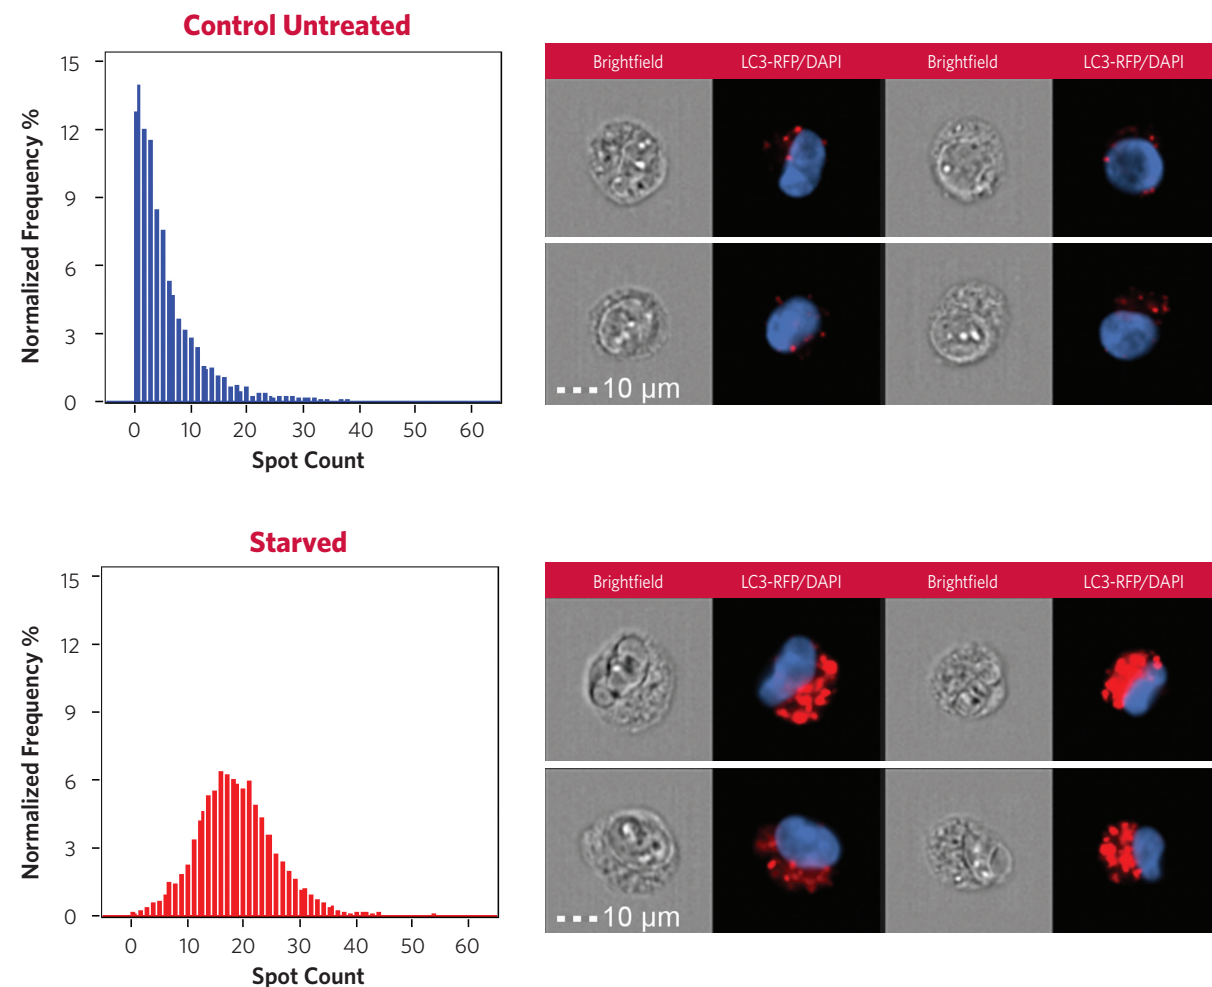 Control Untreated
Normalized Frequency %
15
12
9
6
3
0
0 10 20 30 40 50 60
Spot Count
Brightfield LC3-RFP/DAPI Brightfield LC3-RFP/DAPI
10 µm
Starved
Normalized Frequency %
15
12
9
6
3
0
0 10 20 30 40 50 60
Spot Count
Brightfield LC3-RFP/DAPI Brightfield LC3-RFP/DAPI
10 µm